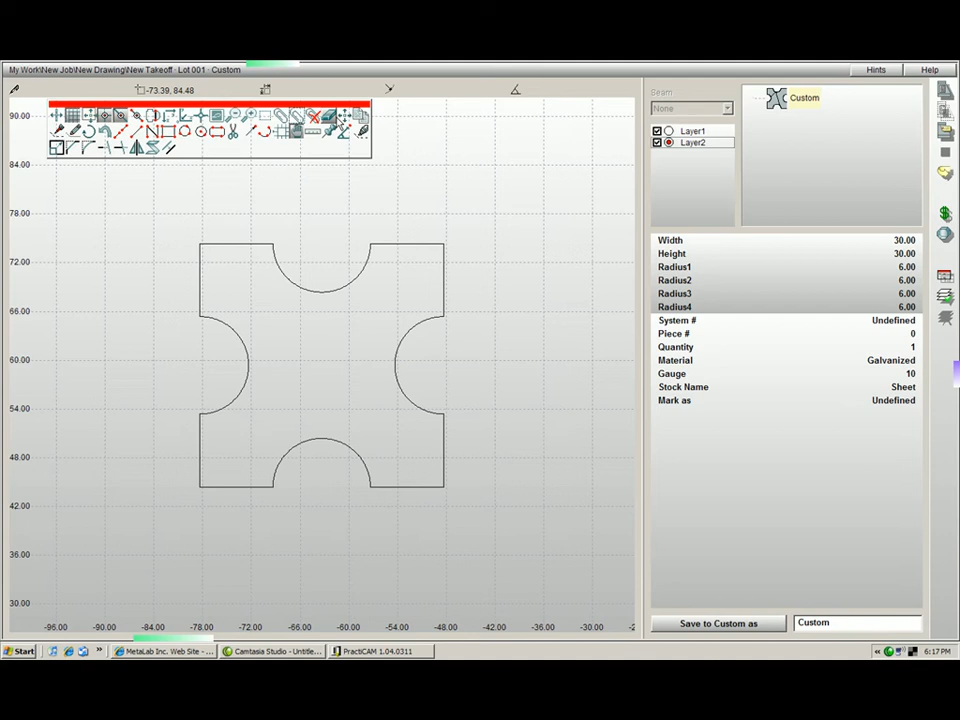 My Work\New Job\New Drawing\New Takeoff - Lot 001 - Custom
Hints
Help
-73.39, 84.48
Seam
None
Custom
Layer1
Layer2
90.00
84.00
78.00
72.00
66.00
60.00
54.00
48.00
42.00
36.00
30.00
-96.00
-90.00
-84.00
-78.00
-72.00
-66.00
-60.00
-54.00
-48.00
-42.00
-36.00
-30.00
Width 30.00
Height 30.00
Radius1 6.00
Radius2 6.00
Radius3 6.00
Radius4 6.00
System # Undefined
Piece # 0
Quantity 1
Material Galvanized
Gauge 10
Stock Name Sheet
Mark as Undefined
Save to Custom as
Custom
Start
MetaLab Inc. Web Site - ...
Camtasia Studio - Untitle...
PractiCAM 1.04.0311
6:17 PM